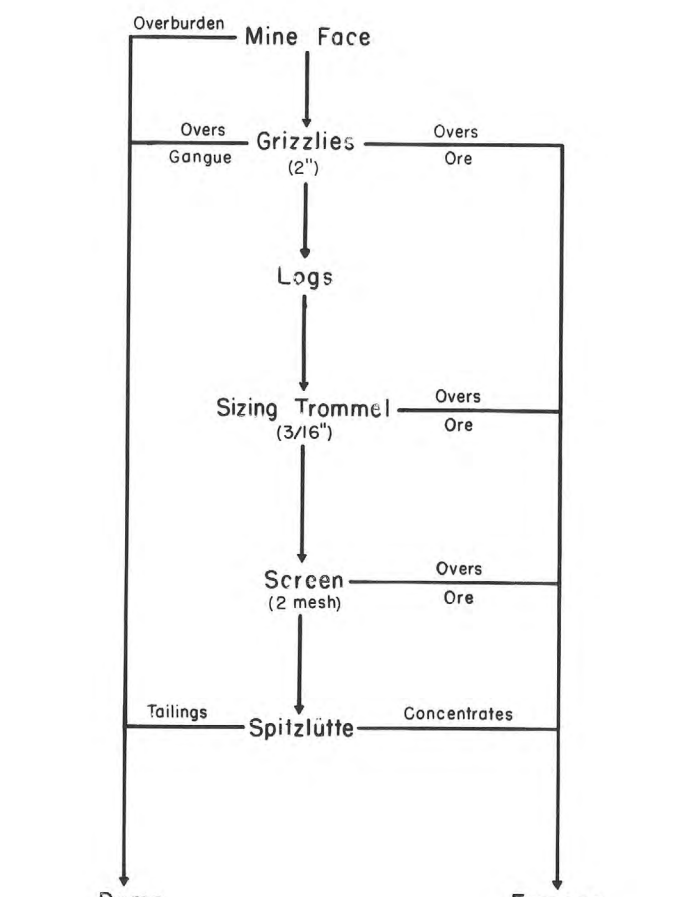 Overburden
Mine Face
Overs
Gangue
Grizzlies
(2")
Overs
Ore
Logs
Sizing Trommel
(3/16")
Overs
Ore
Screen
(2 mesh)
Overs
Ore
Tailings
Spitzlütte
Concentrates